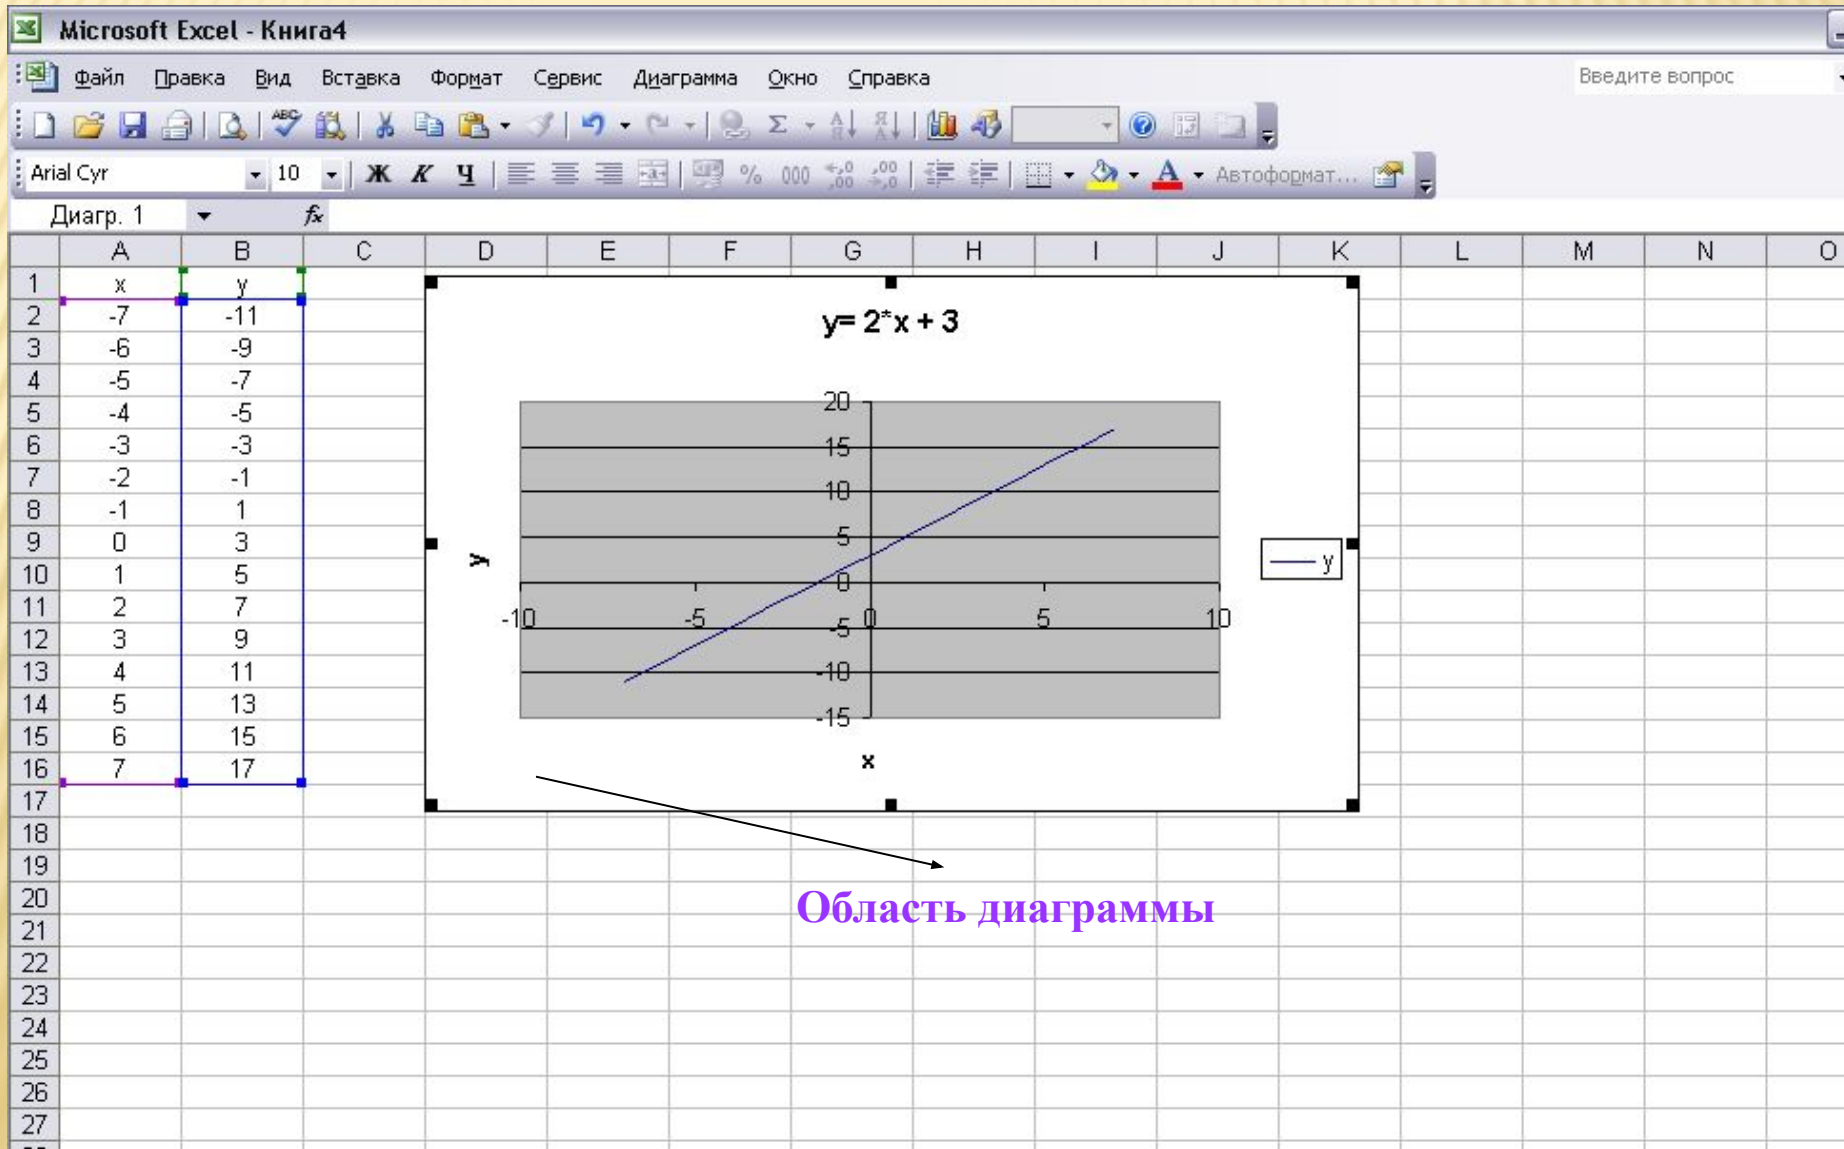 Microsoft Excel - Книга4
Файл Правка Вид Вставка Формат Сервис Диаграмма Окно Справка Введите вопрос
Arial Cyr 10 Ж К Ч % 000 Автоформат...
Диагр. 1 fx
A B C D E F G H I J K L M N O
1 x y
2 -7 -11
3 -6 -9
4 -5 -7
5 -4 -5
6 -3 -3
7 -2 -1
8 -1 1
9 0 3
10 1 5
11 2 7
12 3 9
13 4 11
14 5 13
15 6 15
16 7 17
17
18
19
20
21
22
23
24
25
26
27
y= 2*x + 3
20
15
10
5
0
-5
-10
-15
-10 -5 0 5 10
y
x
y
Область диаграммы